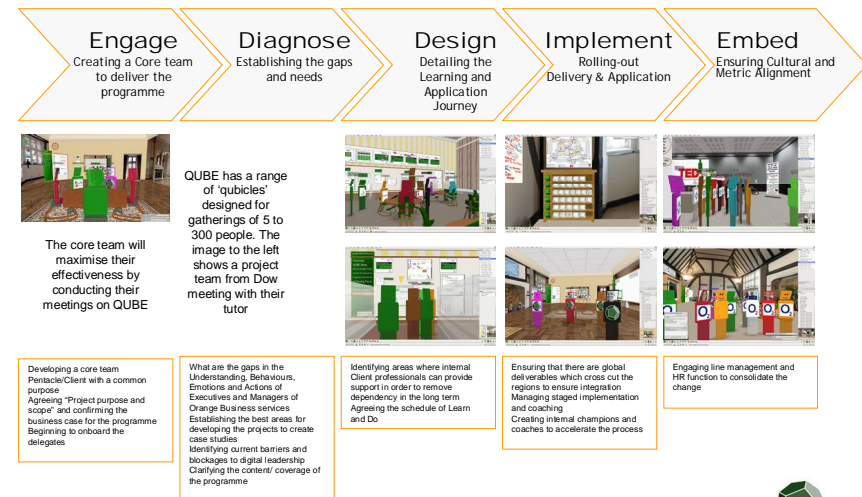 Engage
Creating a Core team
to deliver the
programme
Diagnose
Establishing the gaps
and needs
Design
Detailing the
Learning and
Application
Journey
Implement
Rolling-out
Delivery & Application
Embed
Ensuring Cultural and
Metric Alignment
The core team will
maximise their
effectiveness by
conducting their
meetings on QUBE
QUBE has a range
of ‘qubicles’
designed for
gatherings of 5 to
300 people. The
image to the left
shows a project
team from Dow
meeting with their
tutor
TED
O2
O2
O2
O2
Developing a core team
Pentacle/Client with a common
purpose
Agreeing “Project purpose and
scope” and confirming the
business case for the programme
Beginning to onboard the
delegates
What are the gaps in the
Understanding, Behaviours,
Emotions and Actions of
Executives and Managers of
Orange Business services
Establishing the best areas for
developing the projects to create
case studies
Identifying current barriers and
blockages to digital leadership
Clarifying the content/ coverage of
the programme
Identifying areas where internal
Client professionals can provide
support in order to remove
dependency in the long term
Agreeing the schedule of Learn
and Do
Ensuring that there are global
deliverables which cross cut the
regions to ensure integration
Managing staged implementation
and coaching
Creating internal champions and
coaches to accelerate the process
Engaging line management and
HR function to consolidate the
change